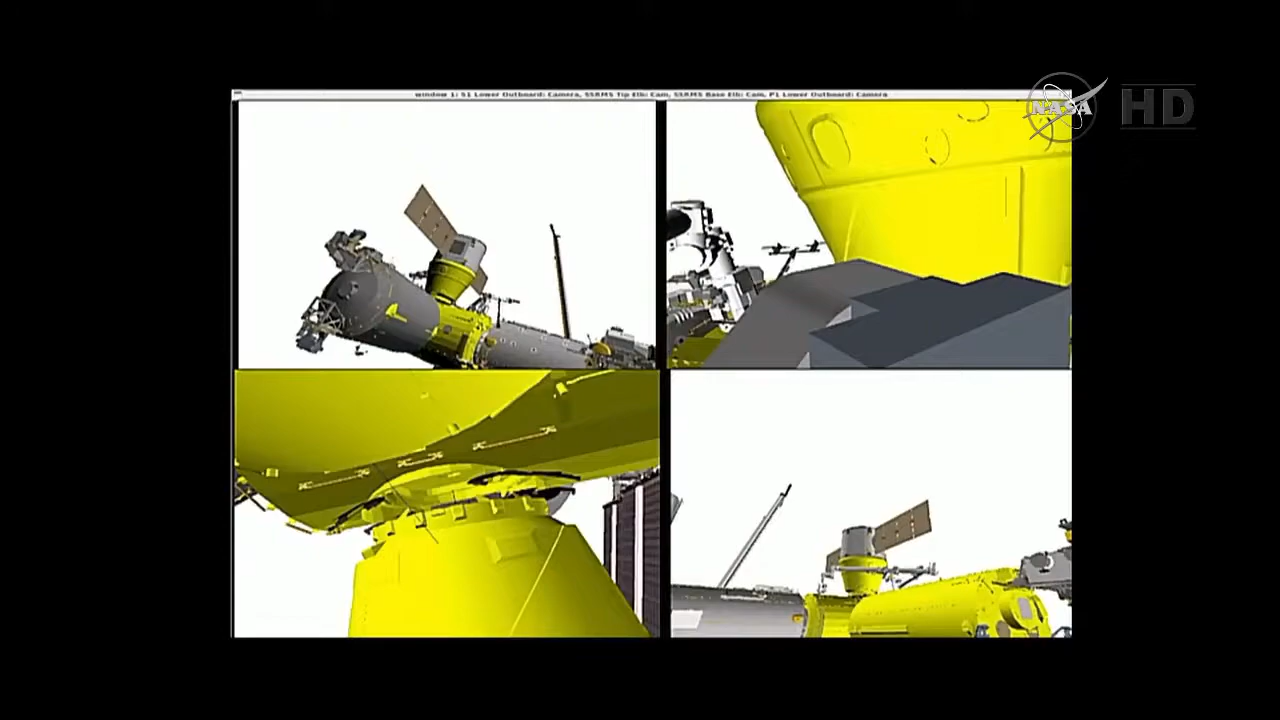 window 1: S1 Lower Outboard: Camera, SSRMS Tip Elb: Cam, SSRMS Base Elb: Cam, P1 Lower Outboard: Camera
NASA HD